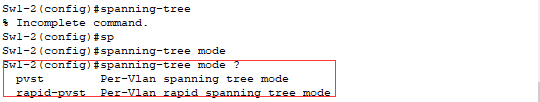 Sw1-2(config)#spanning-tree
% Incomplete command.
Sw1-2(config)#sp
Sw1-2(config)#spanning-tree mode
Sw1-2(config)#spanning-tree mode ?
  pvst        Per-Vlan spanning tree mode
  rapid-pvst  Per-Vlan rapid spanning tree mode